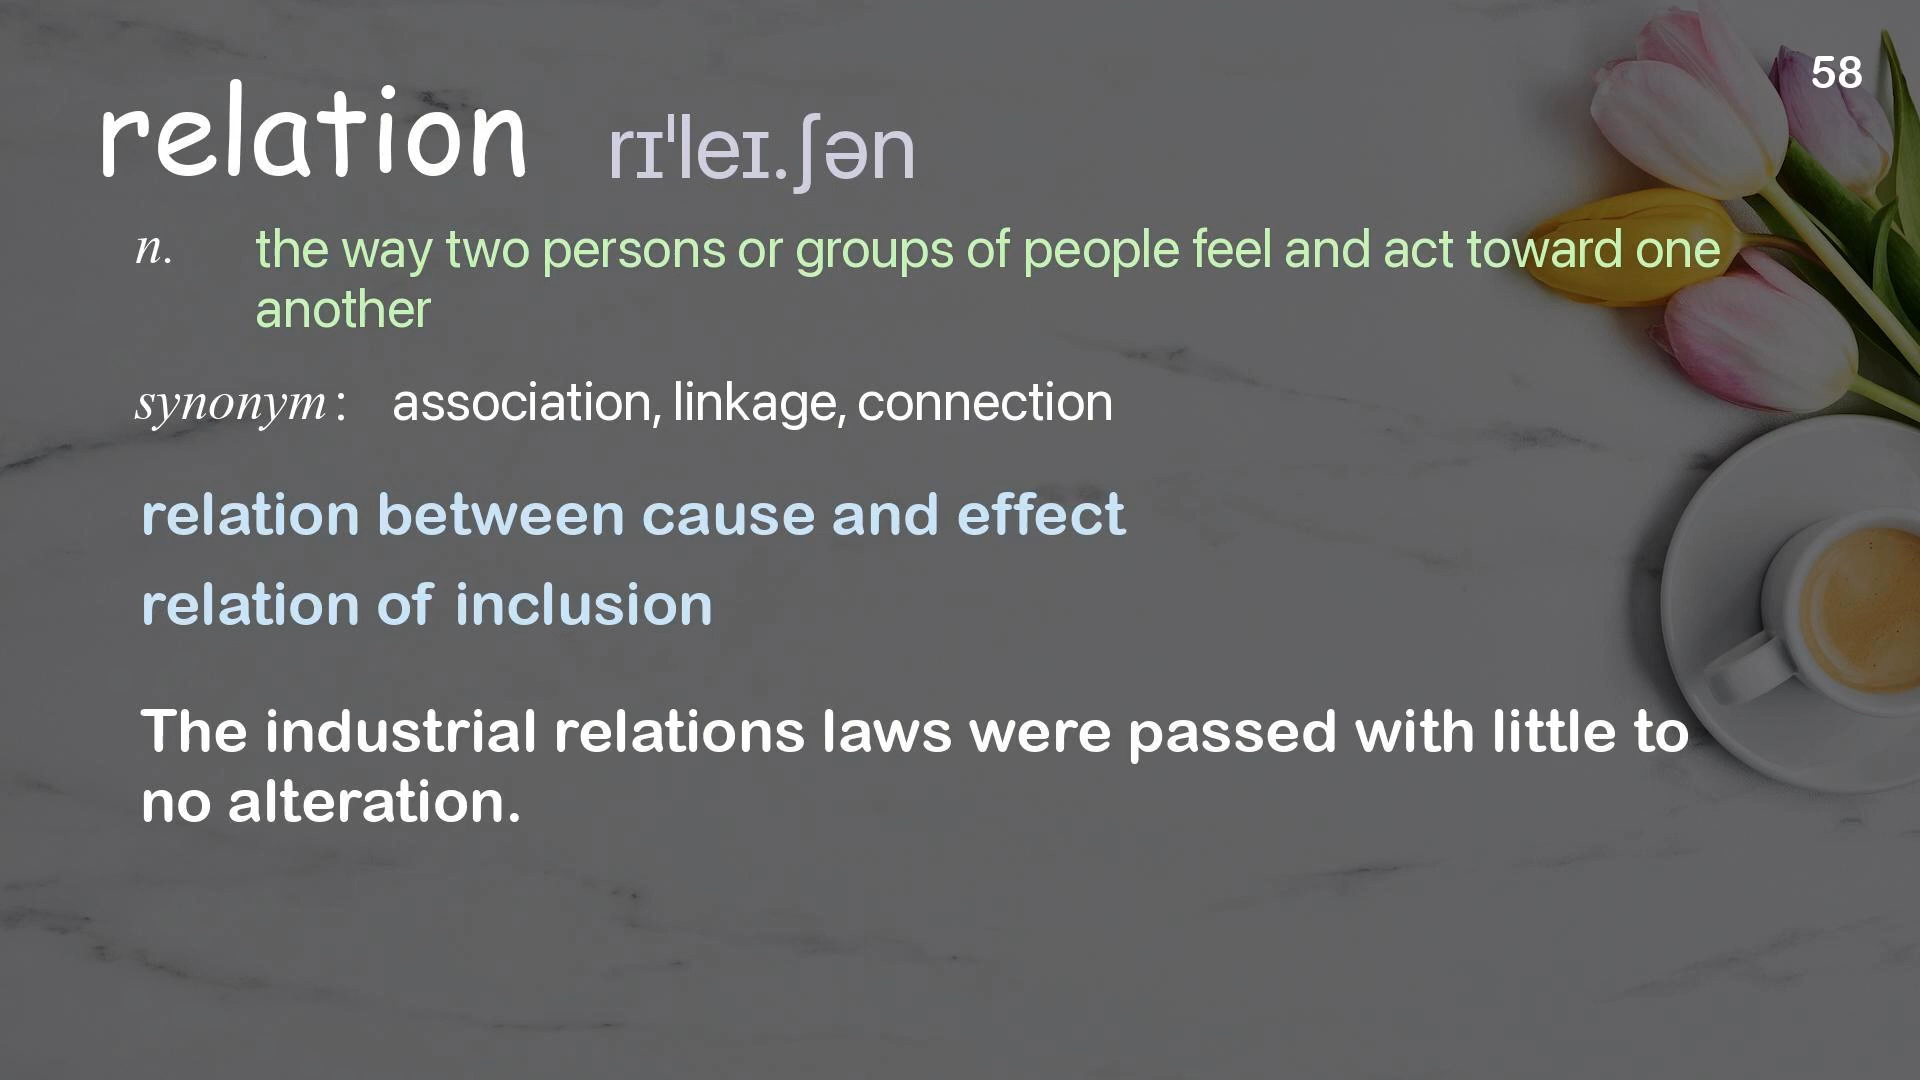 58
relation rɪˈleɪ.ʃən
n. the way two persons or groups of people feel and act toward one
another
synonym: association, linkage, connection
relation between cause and effect
relation of inclusion
The industrial relations laws were passed with little to
no alteration.